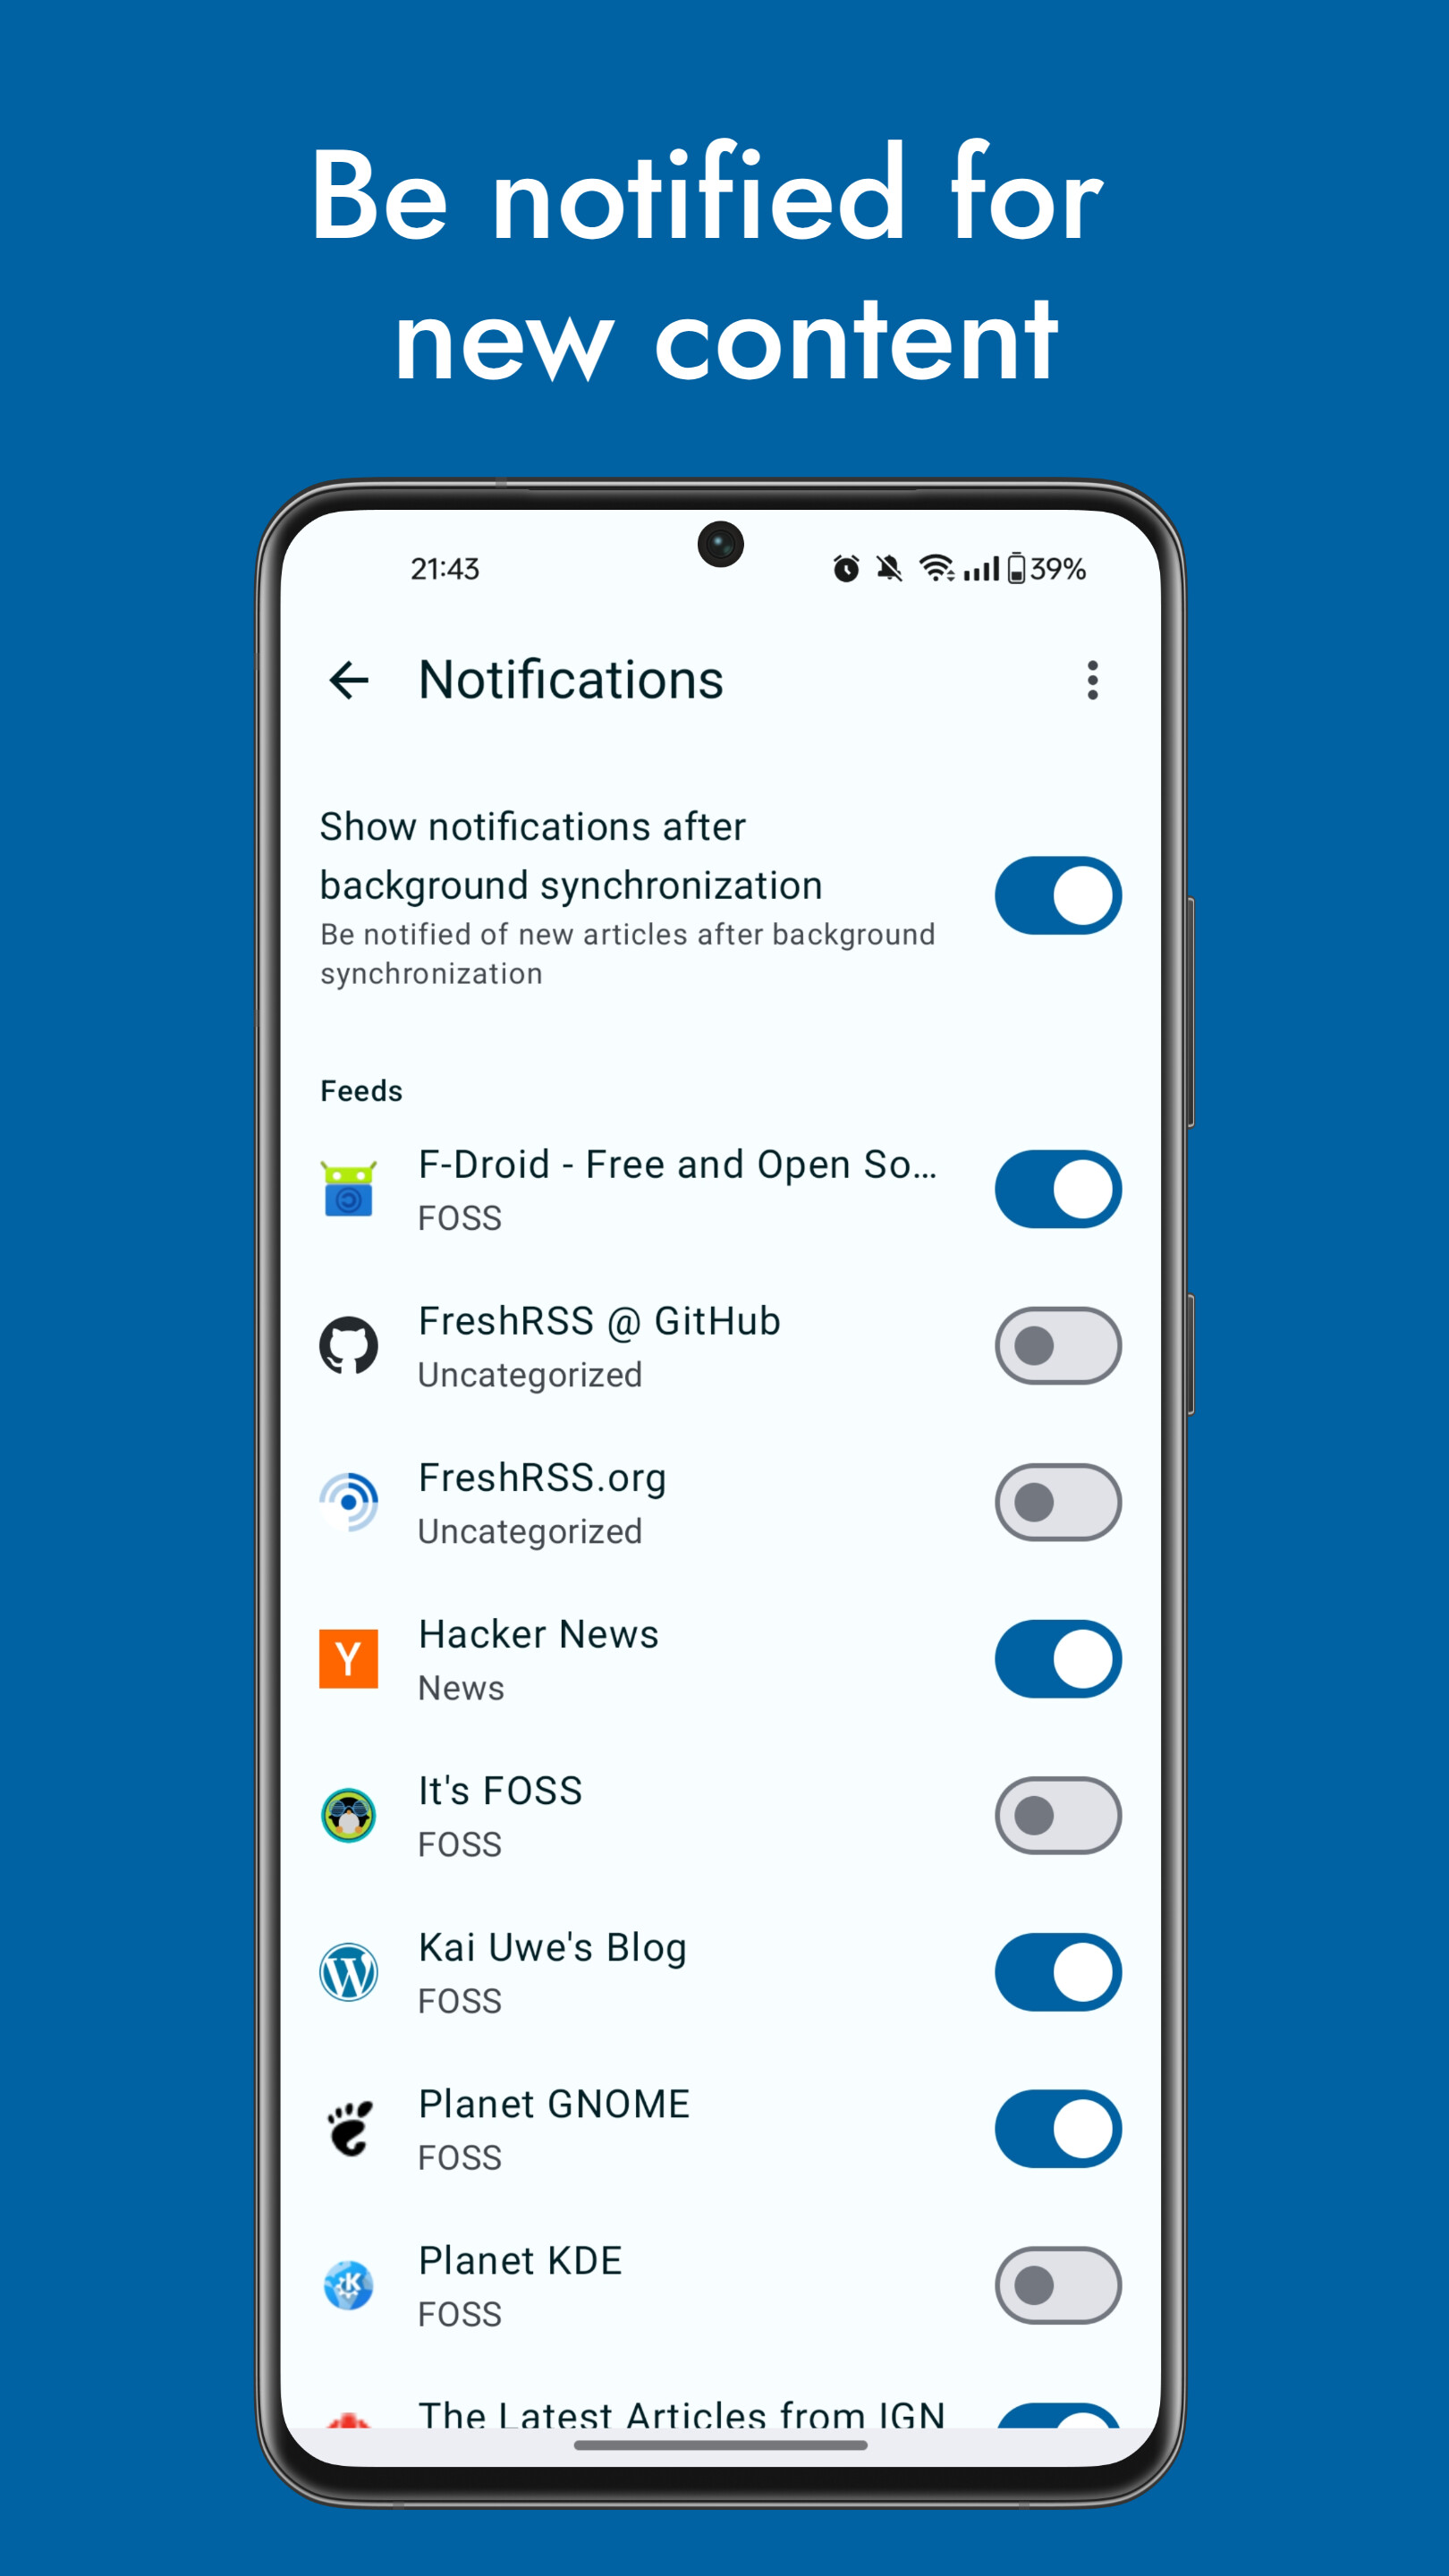 Be notified for
new content
21:43
39%
Notifications
Show notifications after
background synchronization
Be notified of new articles after background
synchronization
Feeds
F-Droid - Free and Open So...
FOSS
FreshRSS @ GitHub
Uncategorized
FreshRSS.org
Uncategorized
Y
Hacker News
News
It's FOSS
FOSS
W
Kai Uwe's Blog
FOSS
Planet GNOME
FOSS
K
Planet KDE
FOSS
The Latest Articles from IGN